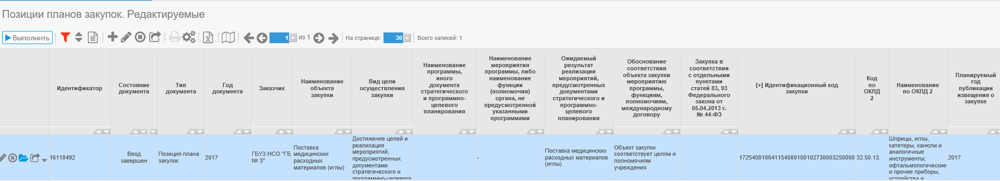 Позиции планов закупок. Редактируемые
Выполнить
1 из 1
На странице: 30
Всего записей: 1
Идентификатор
Состояние
документа
Тип
документа
Год
документа
Заказчик
Наименование
объекта
закупки
Вид цели
осуществления
закупки
Наименование
программы,
иного
документа
стратегического
и программно-
целевого
планирования
Наименование
мероприятия
программы, либо
наименование
функции
(полномочия)
органа, не
предусмотренной
указанными
программами
Ожидаемый
результат
реализации
мероприятий,
предусмотренных
документами
стратегического и
программно-
целевого
планирования
Обоснование
соответствия
объекта закупки
мероприятию
программы,
функциям,
полномочиям,
международному
договору
Закупка в
соответствии
с отдельными
пунктами
статей 83, 93
Федерального
закона от
05.04.2013 г.
№ 44-ФЗ
[+] Идентификационный код
закупки
Код
по
ОКПД
2
Наименование
по ОКПД 2
Планируемый
год
публикации
извещения о
закупке
16118492
Ввод
завершен
Позиция плана
закупок
2017
ГБУЗ НСО "ГБ
№ 3"
Поставка
медицинских
расходных
материалов (иглы)
Достижение целей и
реализация
мероприятий,
предусмотренных
документами
стратегического и
программно-целевого
-
Поставка медицинских
расходных материалов
(иглы)
Объект закупки
соответствует целям и
полномочиям
учреждения
172540810641154080100102730003250000
32.50.13.
Шприцы, иглы,
катетеры, канюли и
аналогичные
инструменты;
офтальмологические
и прочие приборы,
устройства и
2017